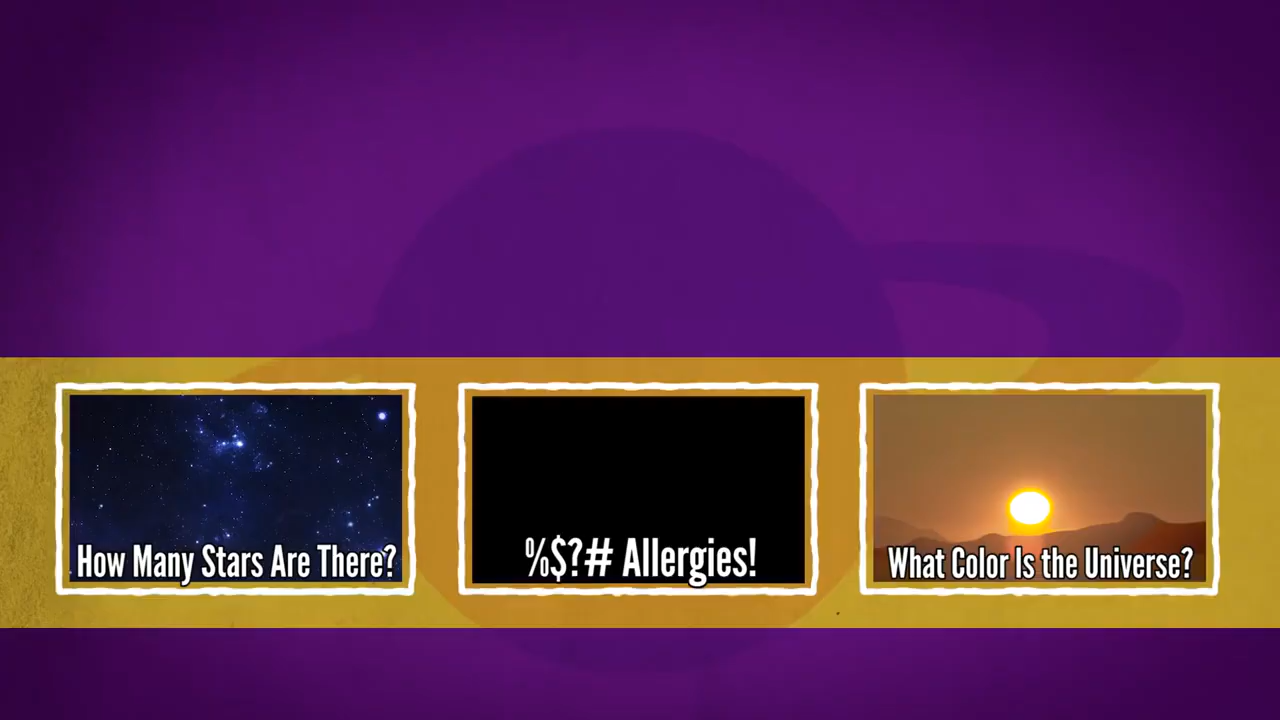 How Many Stars Are There?
%$?# Allergies!
What Color Is the Universe?